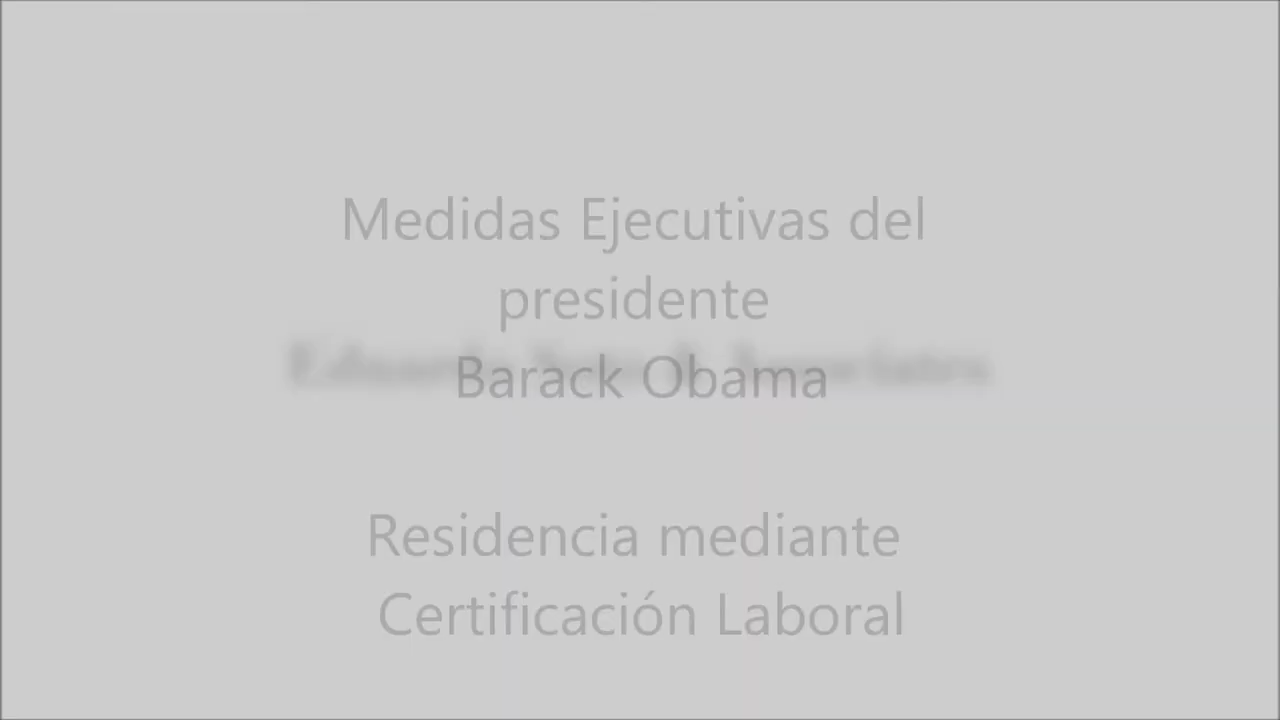 Medidas Ejecutivas del
presidente
Barack Obama
Residencia mediante
Certificación Laboral